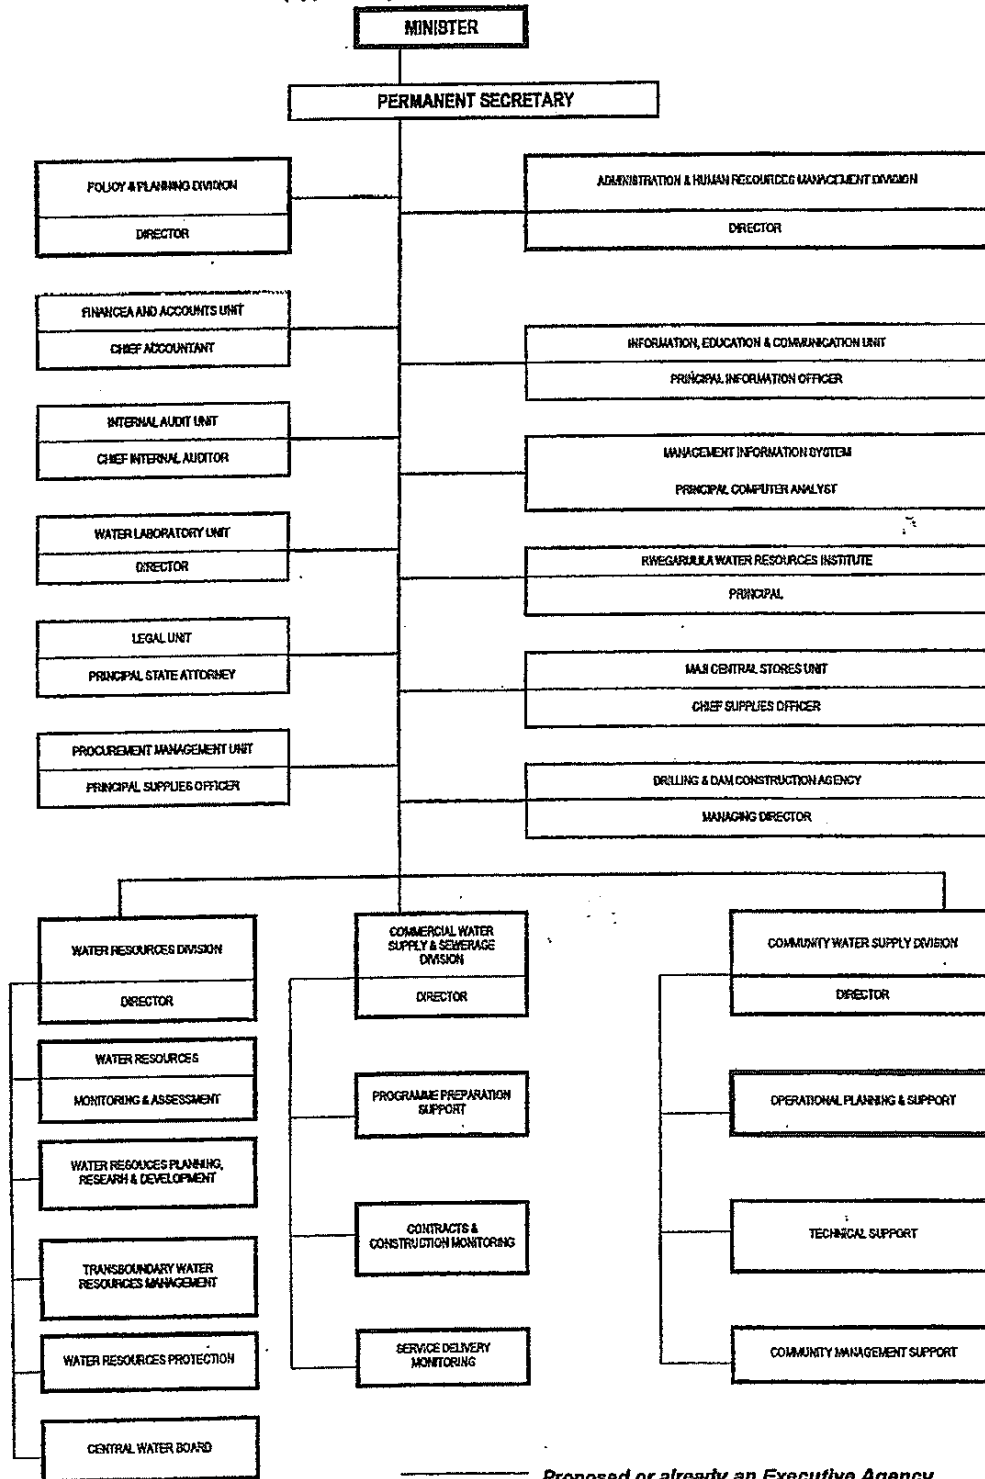 MINISTER
PERMANENT SECRETARY
POLICY & PLANNING DIVISION
DIRECTOR
ADMINISTRATION & HUMAN RECOURCES MANAGEMENT DIVISION
DIRECTOR
FINANCEA AND ACCOUNTS UNIT
CHIEF ACCOUNTANT
INFORMATION, EDUCATION & COMMUNICATION UNIT
PRINCIPAL INFORMATION OFFICER
INTERNAL AUDIT UNIT
CHIEF INTERNAL AUDITOR
MANAGEMENT INFORMATION SYSTEM
PRINCIPAL COMPUTER ANALYST
WATER LABORATORY UNIT
DIRECTOR
RWEGARULILA WATER RESOURCES INSTITUTE
PRINCIPAL
LEGAL UNIT
PRINCIPAL STATE ATTORNEY
MAJI CENTRAL STORES UNIT
CHIEF SUPPLIES OFFICER
PROCUREMENT MANAGEMENT UNIT
PRINCIPAL SUPPLIES OFFICER
DRILLING & DAM CONSTRUCTION AGENCY
MANAGING DIRECTOR
WATER RESOURCES DIVISION
DIRECTOR
WATER RESOURCES
MONITORING & ASSESSMENT
WATER RESOUCES PLANNING,
RESEARH & DEVELOPMENT
TRANSBOUNDARY WATER
RESOURCES MANAGEMENT
WATER RESOURCES PROTECTION
CENTRAL WATER BOARD
COMMERCIAL WATER
SUPPLY & SEWERAGE
DIVISION
DIRECTOR
PROGRAMME PREPARATION
SUPPORT
CONTRACTS &
CONSTRUCTION MONITORING
SERVICE DELIVERY
MONITORING
COMMUNITY WATER SUPPLY DIVISION
DIRECTOR
OPERATIONAL PLANNING & SUPPORT
TECHNICAL SUPPORT
COMMUNITY MANAGEMENT SUPPORT
Proposed or already an Executive Agency